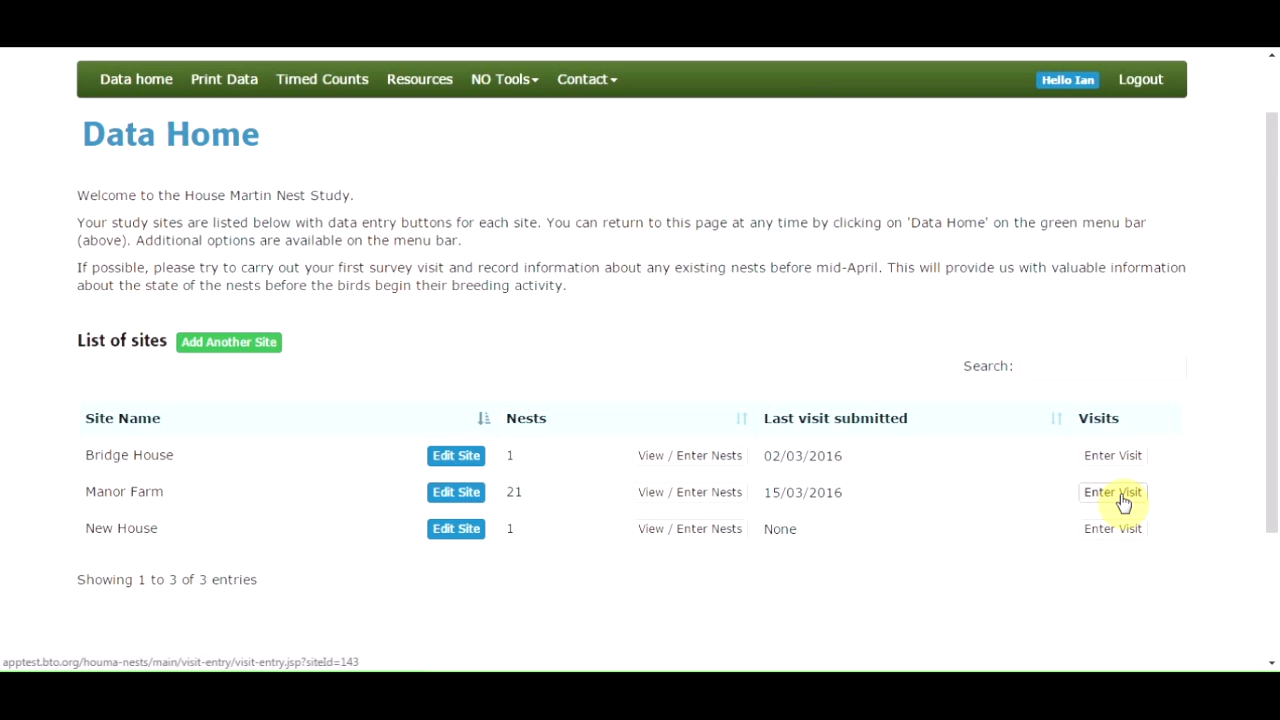 Data home Print Data Timed Counts Resources NO Tools Contact Hello Ian Logout
Data Home
Welcome to the House Martin Nest Study.
Your study sites are listed below with data entry buttons for each site. You can return to this page at any time by clicking on 'Data Home' on the green menu bar
(above). Additional options are available on the menu bar.
If possible, please try to carry out your first survey visit and record information about any existing nests before mid-April. This will provide us with valuable information
about the state of the nests before the birds begin their breeding activity.
List of sites Add Another Site
Search:
Site Name Nests Last visit submitted Visits
Bridge House Edit Site 1 View / Enter Nests 02/03/2016 Enter Visit
Manor Farm Edit Site 21 View / Enter Nests 15/03/2016 Enter Visit
New House Edit Site 1 View / Enter Nests None Enter Visit
Showing 1 to 3 of 3 entries
apptest.bto.org/houma-nests/main/visit-entry/visit-entry.jsp?siteId=143